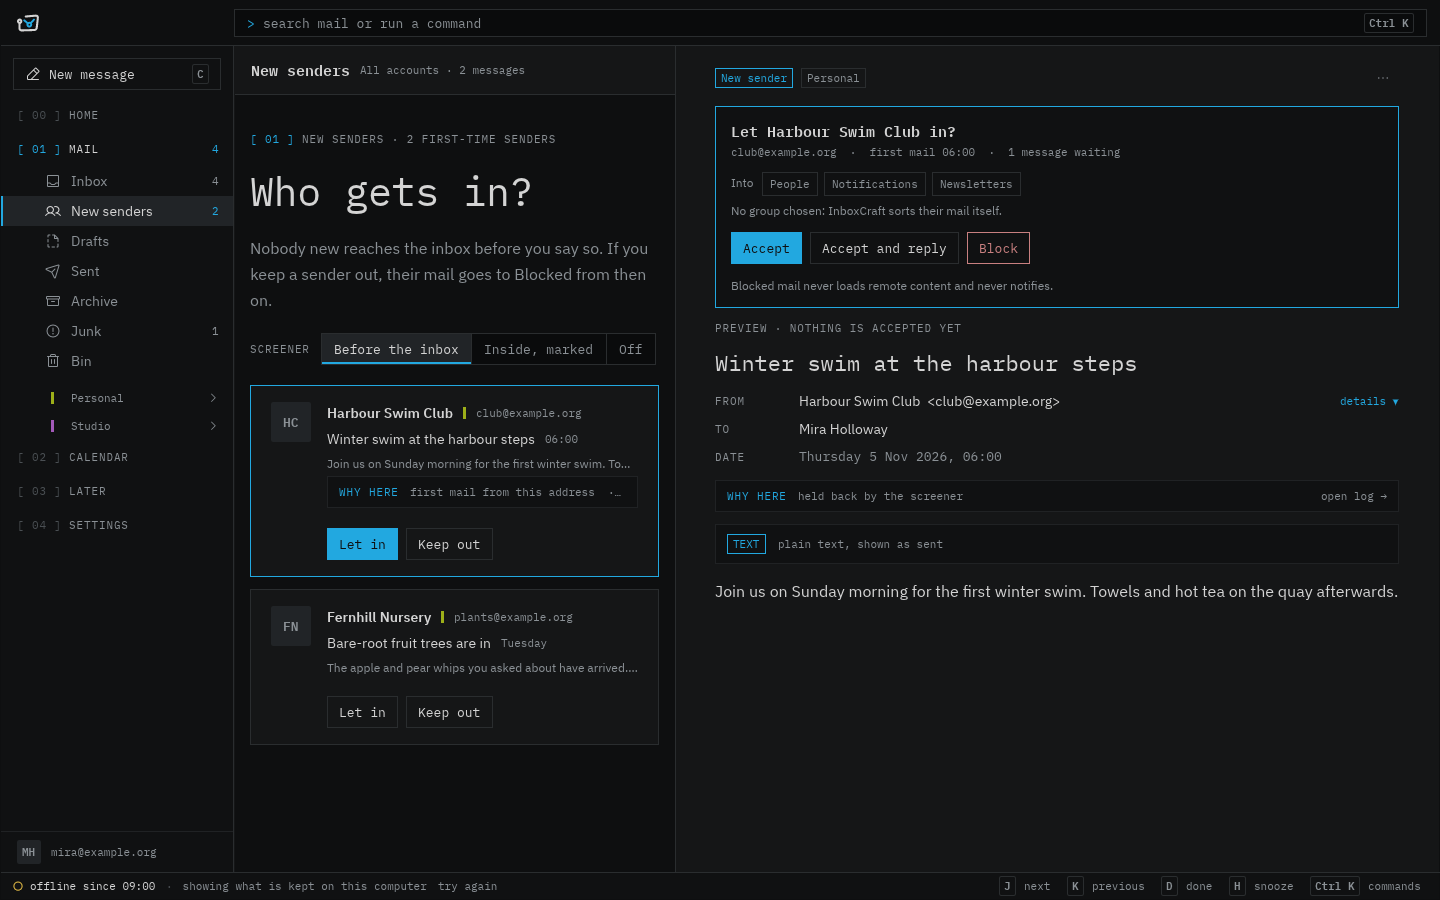 > search mail or run a command
Ctrl K
New message
C
[ 00 ] HOME
[ 01 ] MAIL 4
Inbox 4
New senders 2
Drafts
Sent
Archive
Junk 1
Bin
Personal
Studio
[ 02 ] CALENDAR
[ 03 ] LATER
[ 04 ] SETTINGS
MH mira@example.org
New senders All accounts · 2 messages
[ 01 ] NEW SENDERS · 2 FIRST-TIME SENDERS
Who gets in?
Nobody new reaches the inbox before you say so. If you
keep a sender out, their mail goes to Blocked from then
on.
SCREENER Before the inbox Inside, marked Off
HC
Harbour Swim Club club@example.org
Winter swim at the harbour steps 06:00
Join us on Sunday morning for the first winter swim. To…
WHY HERE first mail from this address ·…
Let in Keep out
FN
Fernhill Nursery plants@example.org
Bare-root fruit trees are in Tuesday
The apple and pear whips you asked about have arrived.…
Let in Keep out
New sender Personal ···
Let Harbour Swim Club in?
club@example.org · first mail 06:00 · 1 message waiting
Into People Notifications Newsletters
No group chosen: InboxCraft sorts their mail itself.
Accept Accept and reply Block
Blocked mail never loads remote content and never notifies.
PREVIEW · NOTHING IS ACCEPTED YET
Winter swim at the harbour steps
FROM Harbour Swim Club <club@example.org> details ▾
TO Mira Holloway
DATE Thursday 5 Nov 2026, 06:00
WHY HERE held back by the screener open log →
TEXT plain text, shown as sent
Join us on Sunday morning for the first winter swim. Towels and hot tea on the quay afterwards.
offline since 09:00 · showing what is kept on this computer try again
J next K previous D done H snooze Ctrl K commands